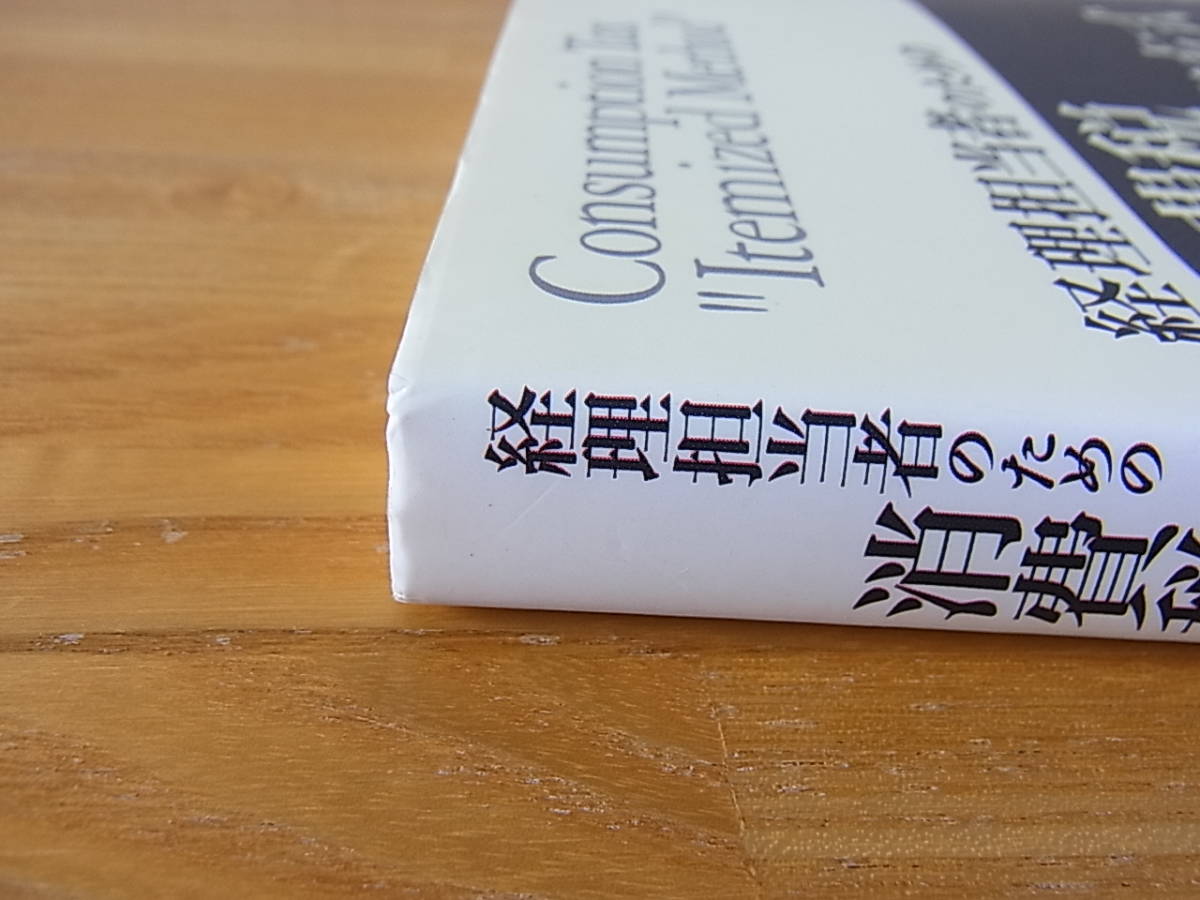 Consumption Tax
"Itemized Method"
経理担当者のための
経理担当者のための
消費税